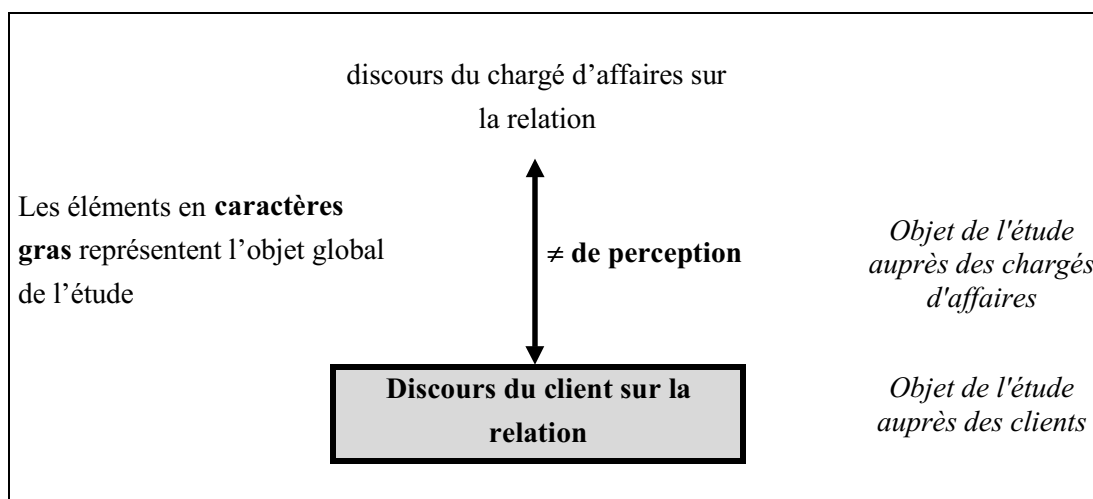 discours du chargé d'affaires sur
la relation
Les éléments en caractères
gras représentent l'objet global
de l'étude
≠ de perception
Objet de l'étude
auprès des chargés
d'affaires
Discours du client sur la
relation
Objet de l'étude
auprès des clients